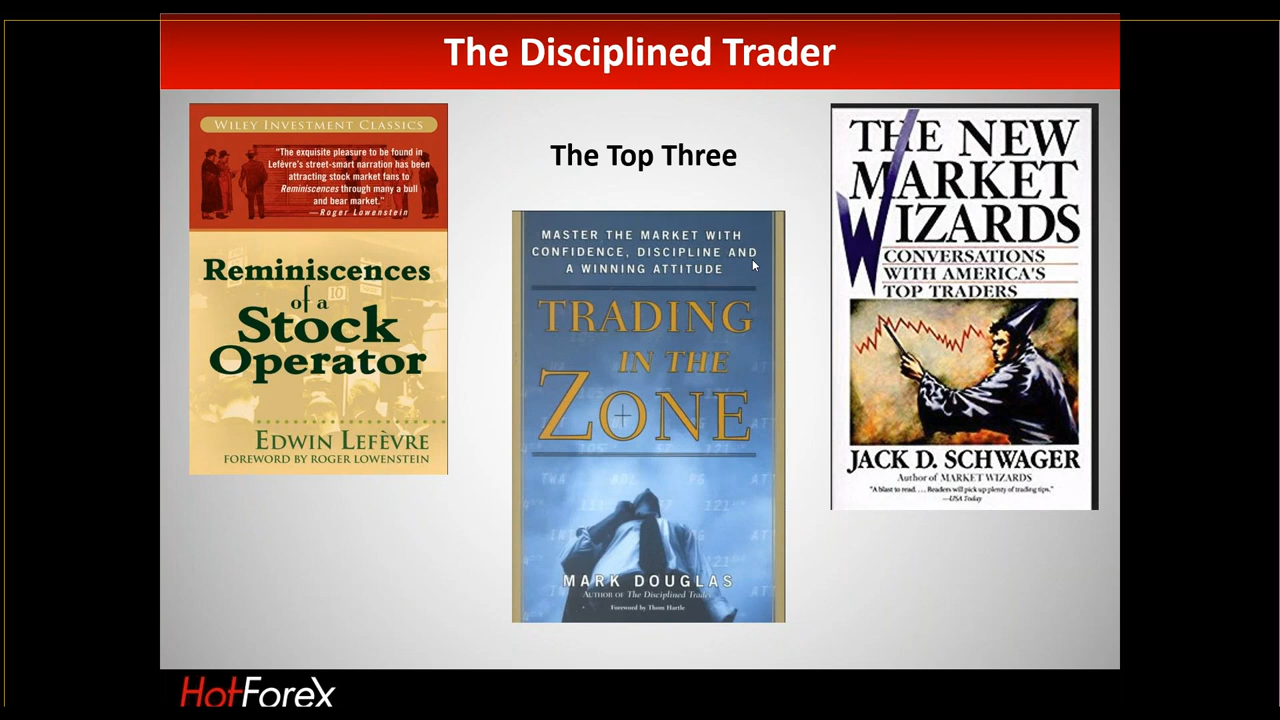 The Disciplined Trader
WILEY INVESTMENT CLASSICS
"The exquisite pleasure to be found in
Lefèvre's street-smart narration has been
attracting stock market fans to
Reminiscences through many a bull
and bear market."
—Roger Lowenstein
Reminiscences
of a
Stock
Operator
EDWIN LEFÈVRE
FOREWORD BY ROGER LOWENSTEIN
The Top Three
MASTER THE MARKET WITH
CONFIDENCE, DISCIPLINE AND
A WINNING ATTITUDE
TRADING
IN THE
ZONE
MARK DOUGLAS
AUTHOR OF The Disciplined Trader
Foreword by Thom Hartle
THE NEW
MARKET
WIZARDS
CONVERSATIONS
WITH AMERICA'S
TOP TRADERS
JACK D. SCHWAGER
Author of MARKET WIZARDS
"A blast to read. . . . Readers will pick up plenty of trading tips."
—USA Today
HotForex